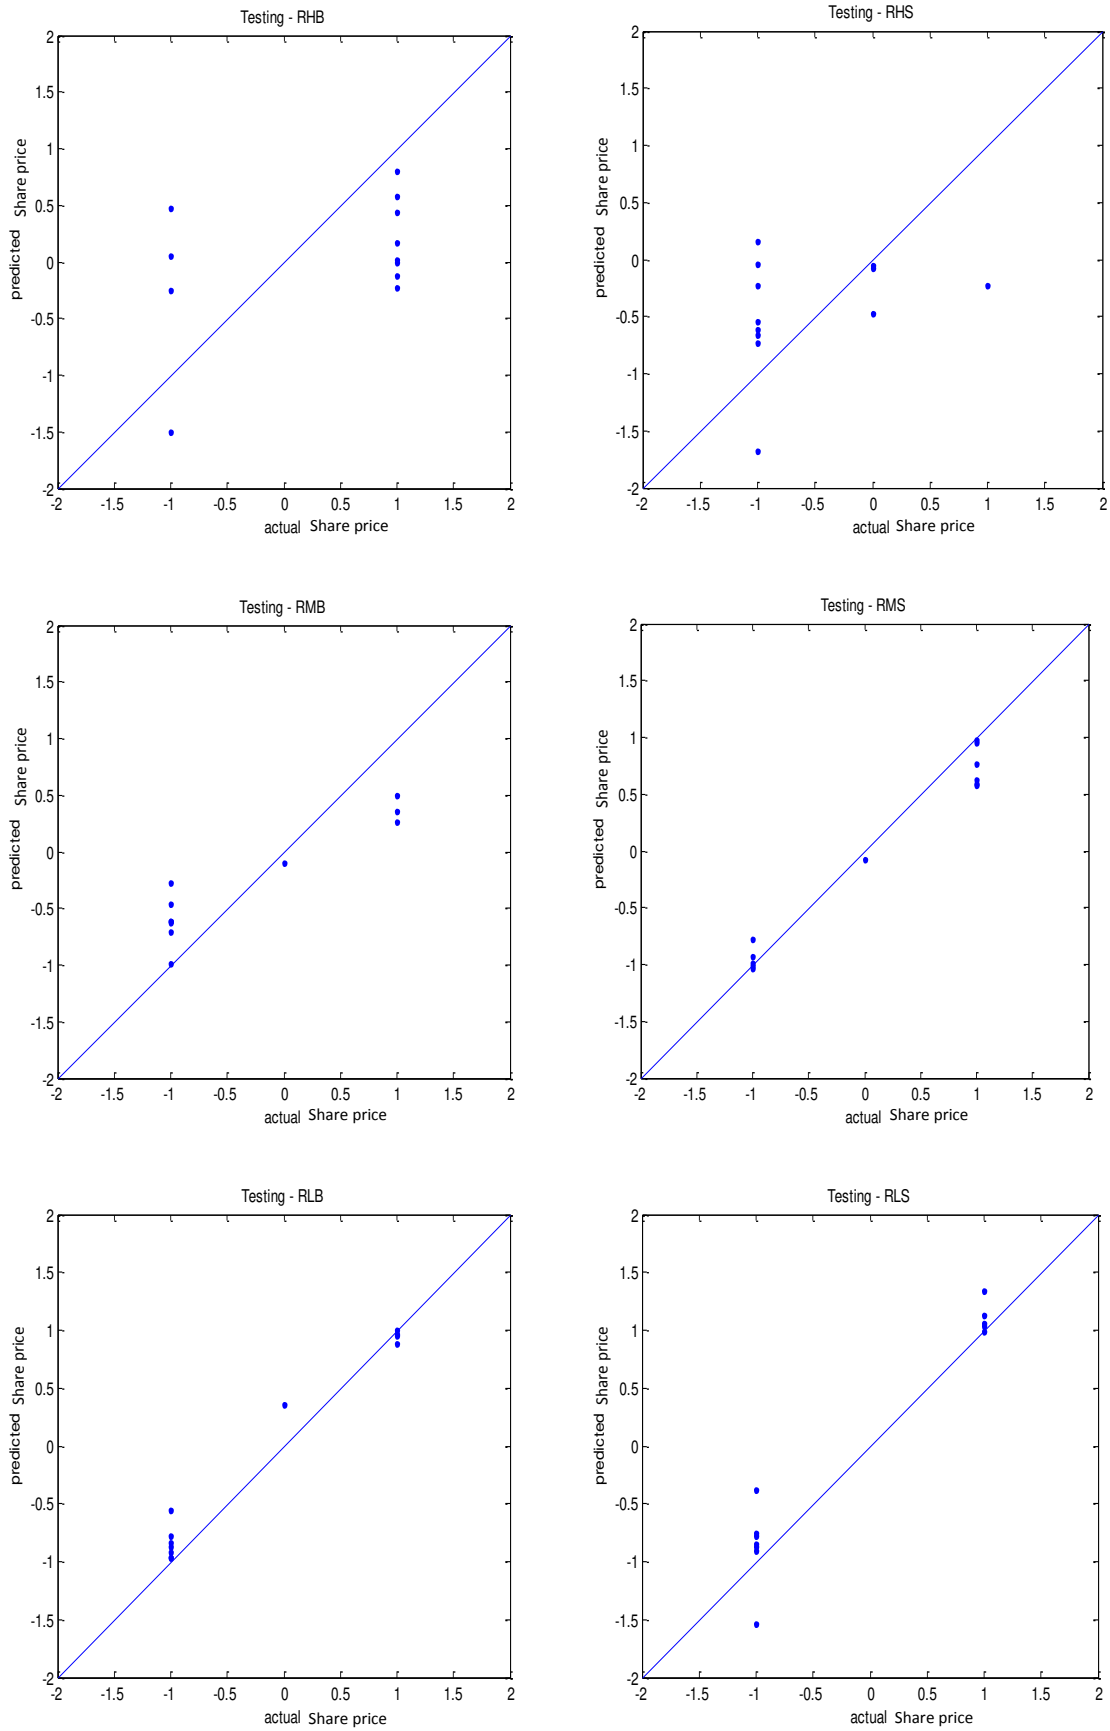 Testing - RHB
2
1.5
1
0.5
0
-0.5
-1
-1.5
-2
predicted Share price
-2 -1.5 -1 -0.5 0 0.5 1 1.5 2
actual Share price
Testing - RHS
2
1.5
1
0.5
0
-0.5
-1
-1.5
-2
predicted Share price
-2 -1.5 -1 -0.5 0 0.5 1 1.5 2
actual Share price
Testing - RMB
2
1.5
1
0.5
0
-0.5
-1
-1.5
-2
predicted Share price
-2 -1.5 -1 -0.5 0 0.5 1 1.5 2
actual Share price
Testing - RMS
2
1.5
1
0.5
0
-0.5
-1
-1.5
-2
predicted Share price
-2 -1.5 -1 -0.5 0 0.5 1 1.5 2
actual Share price
Testing - RLB
2
1.5
1
0.5
0
-0.5
-1
-1.5
-2
predicted Share price
-2 -1.5 -1 -0.5 0 0.5 1 1.5 2
actual Share price
Testing - RLS
2
1.5
1
0.5
0
-0.5
-1
-1.5
-2
predicted Share price
-2 -1.5 -1 -0.5 0 0.5 1 1.5 2
actual Share price